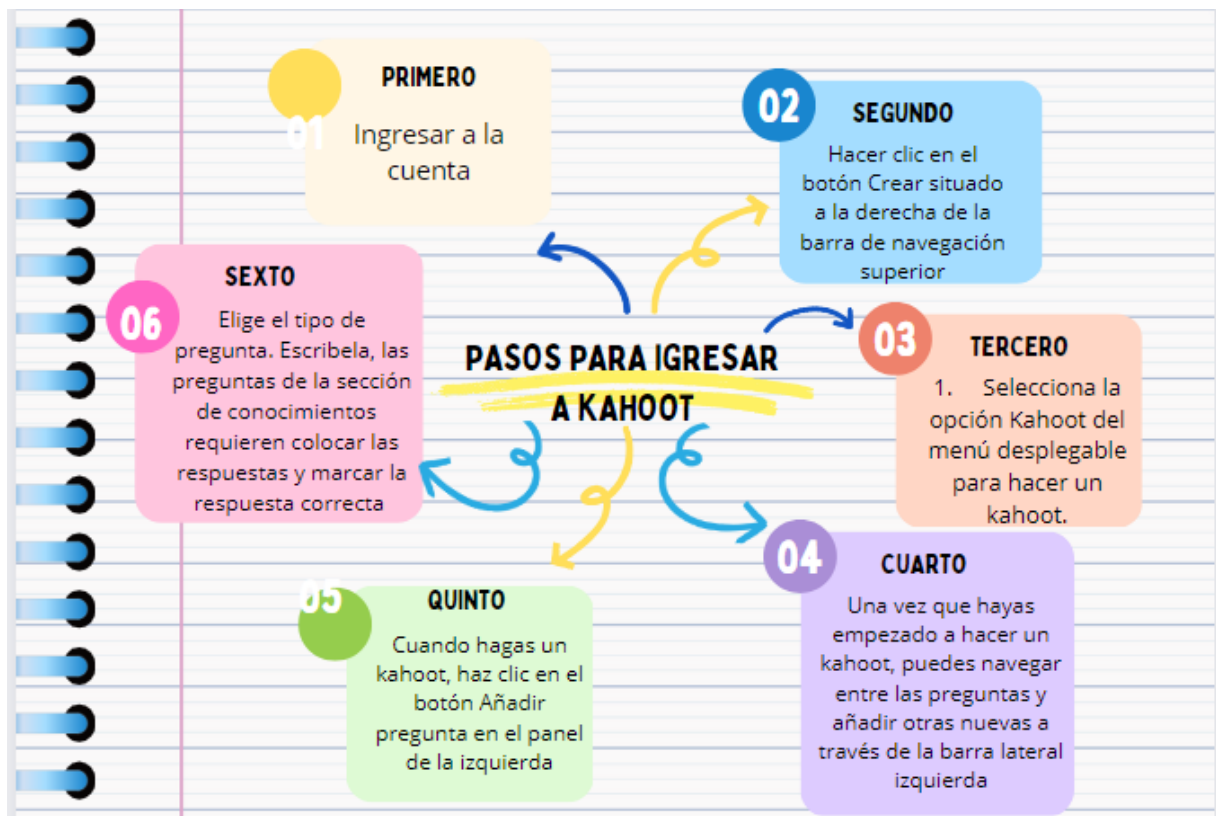 PASOS PARA IGRESAR
A KAHOOT
01
PRIMERO
Ingresar a la
cuenta
02
SEGUNDO
Hacer clic en el
botón Crear situado
a la derecha de la
barra de navegación
superior
03
TERCERO
1. Selecciona la
opción Kahoot del
menú desplegable
para hacer un
kahoot.
04
CUARTO
Una vez que hayas
empezado a hacer un
kahoot, puedes navegar
entre las preguntas y
añadir otras nuevas a
través de la barra lateral
izquierda
05
QUINTO
Cuando hagas un
kahoot, haz clic en el
botón Añadir
pregunta en el panel
de la izquierda
06
SEXTO
Elige el tipo de
pregunta. Escribela, las
preguntas de la sección
de conocimientos
requieren colocar las
respuestas y marcar la
respuesta correcta